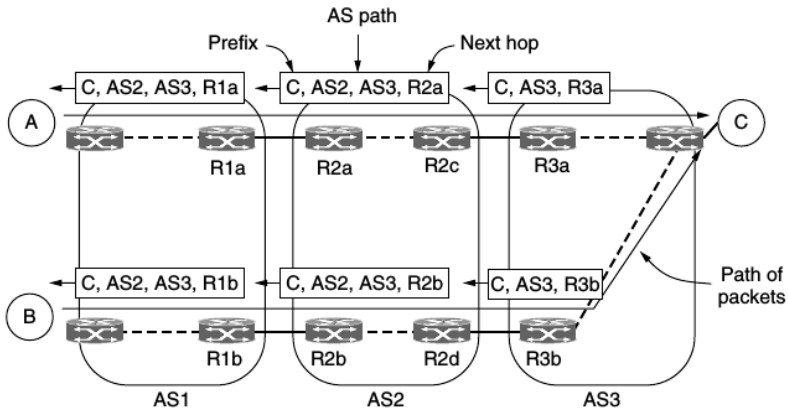 AS path
Prefix
Next hop
C, AS2, AS3, R1a
C, AS2, AS3, R2a
C, AS3, R3a
A
C
R1a
R2a
R2c
R3a
C, AS2, AS3, R1b
C, AS2, AS3, R2b
C, AS3, R3b
Path of
packets
B
R1b
R2b
R2d
R3b
AS1
AS2
AS3